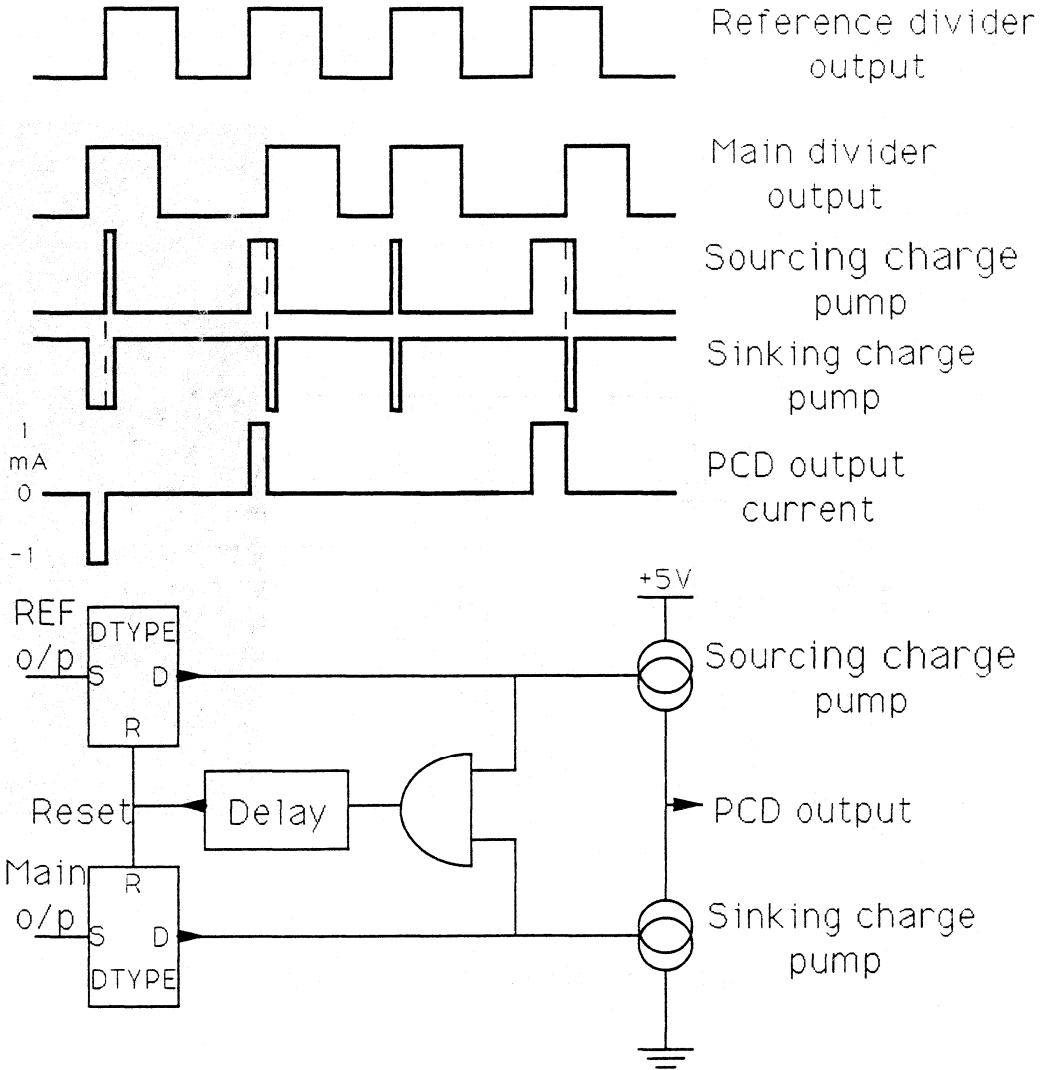 Reference divider
output
Main divider
output
Sourcing charge
pump
Sinking charge
pump
1
mA
0
-1
PCD output
current
+5V
REF
o/p
DTYPE
S D
R
Sourcing charge
pump
Reset
Delay
PCD output
Main
o/p
R
S D
DTYPE
Sinking charge
pump